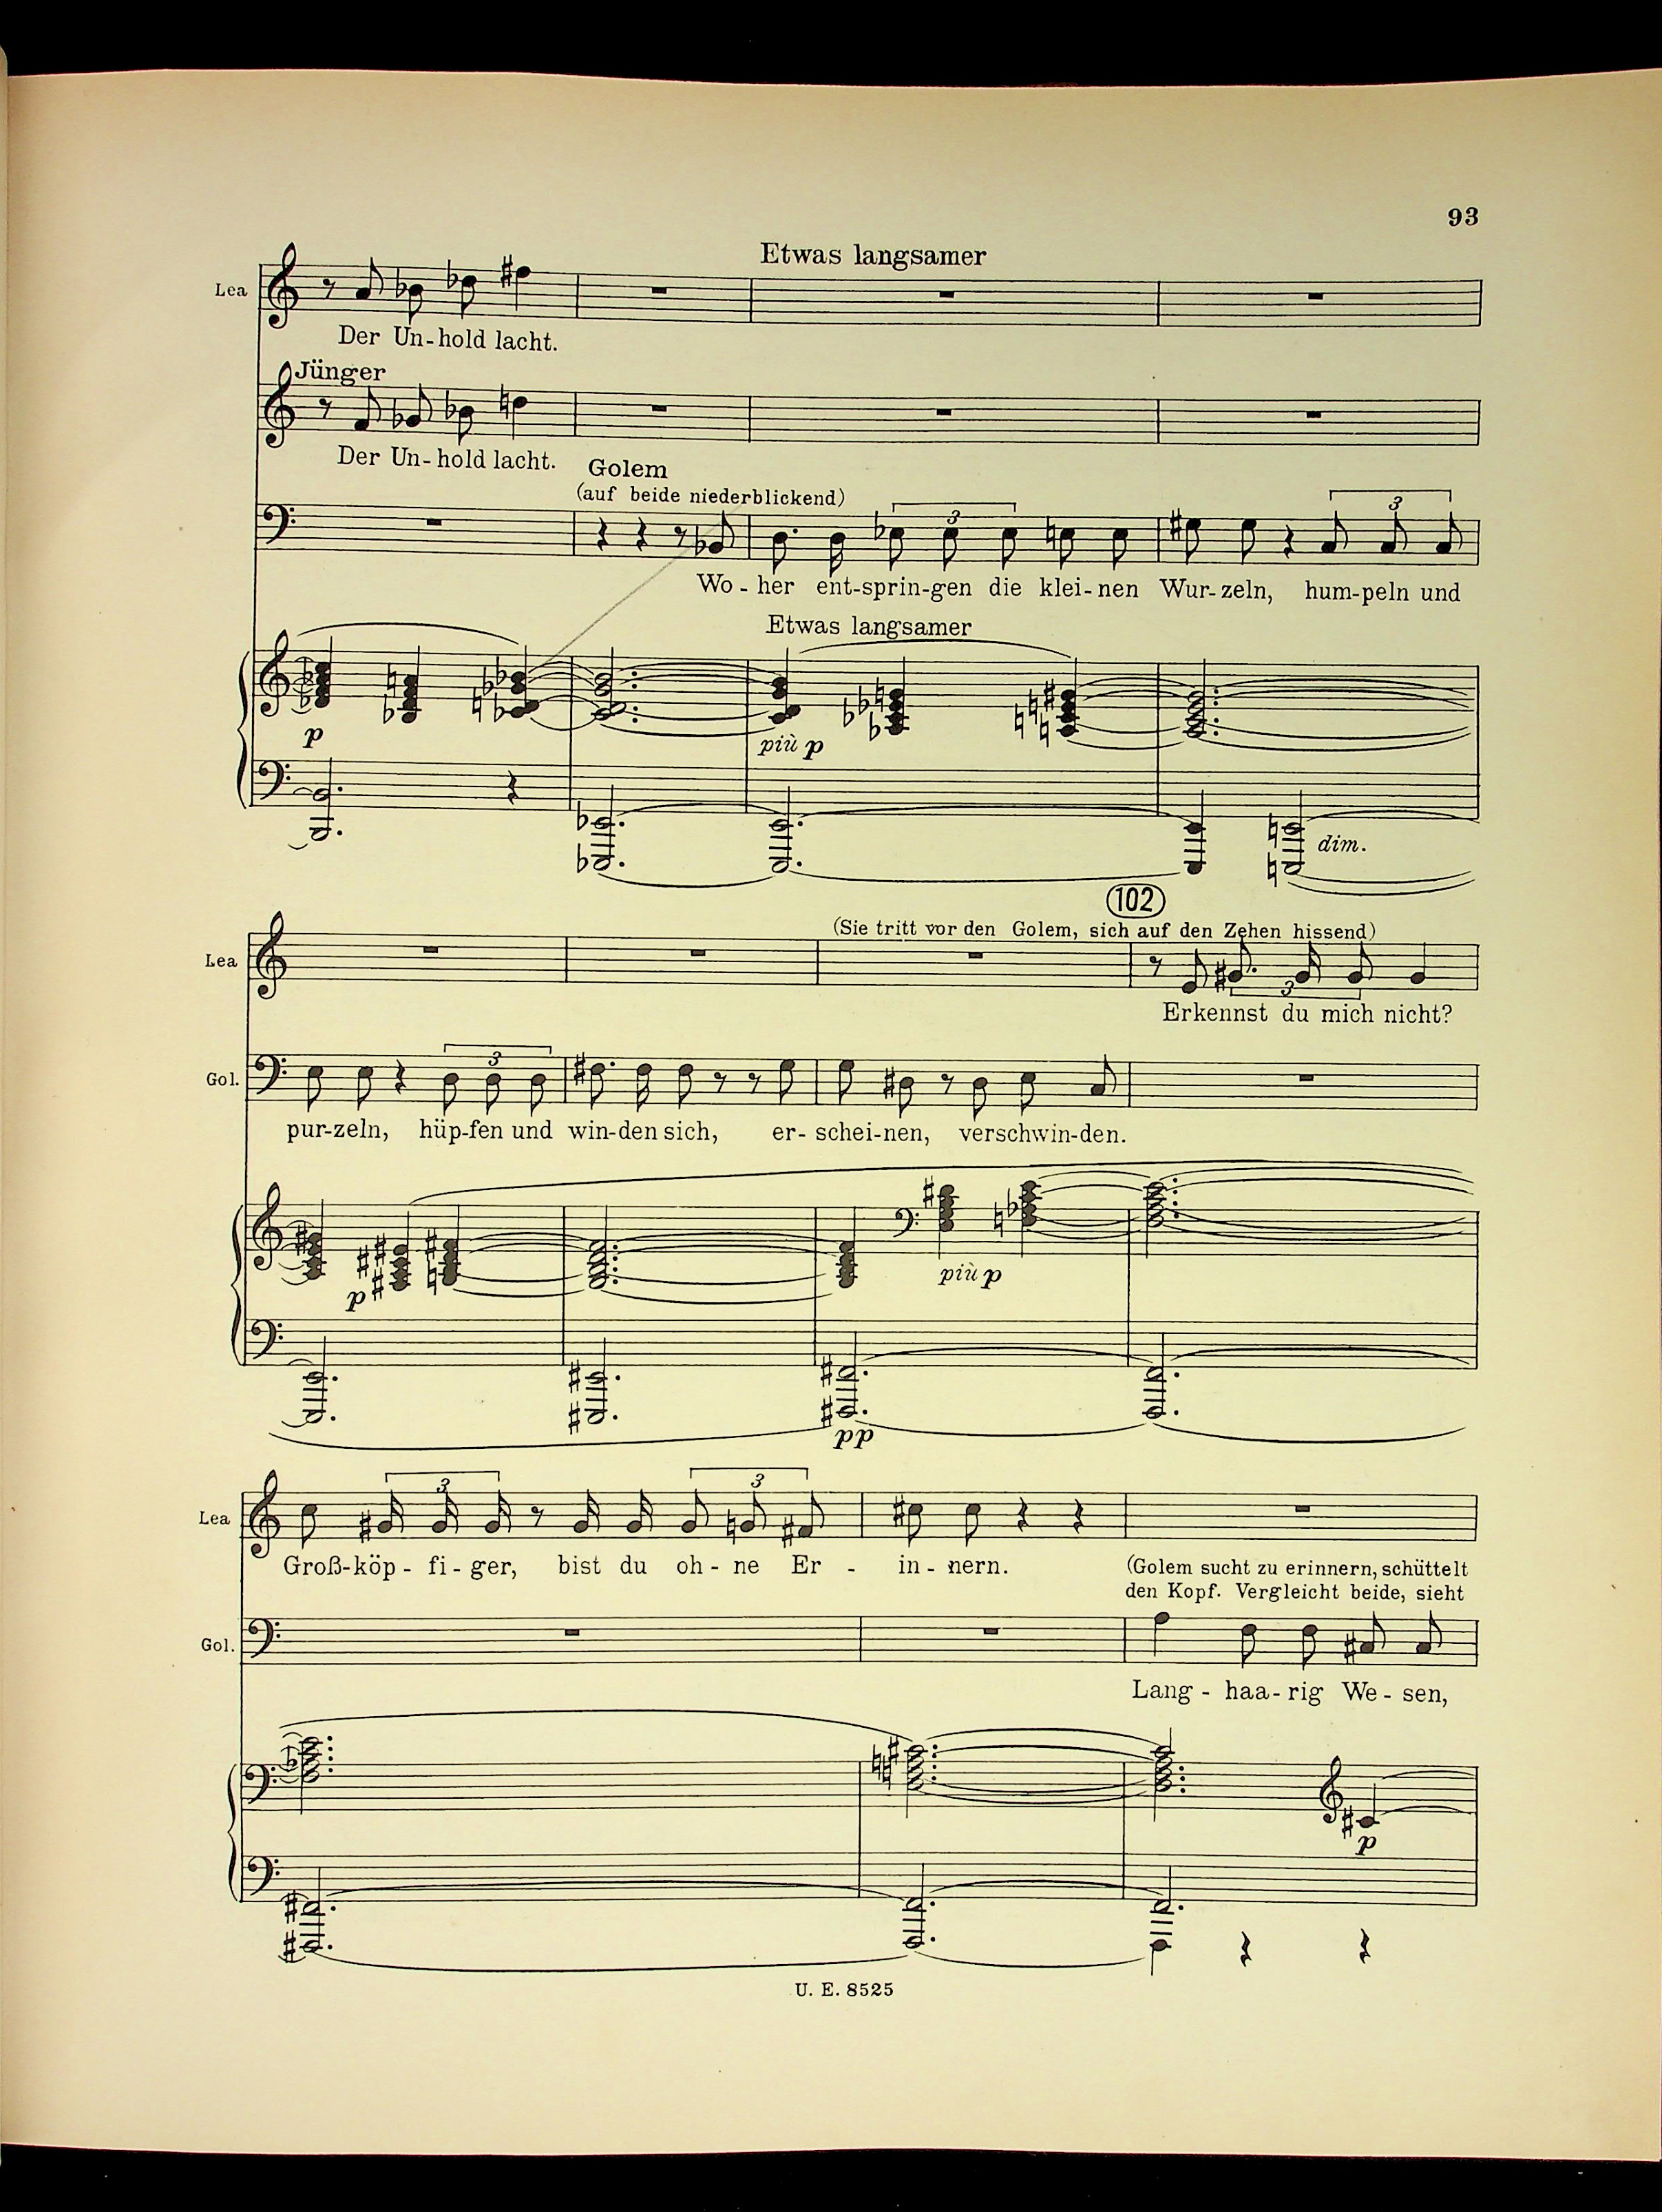 93
Etwas langsamer
Lea
Der Un-hold lacht.
Jünger
Der Un-hold lacht.
Golem
(auf beide niederblickend)
3
3
Wo - her ent-sprin-gen die klei-nen Wur-zeln, hum-peln und
Etwas langsamer
p
più p
dim.
102
(Sie tritt vor den Golem, sich auf den Zehen hissend)
Lea
3
Erkennst du mich nicht?
Gol.
3
pur-zeln, hüp-fen und win-den sich, er-schei-nen, verschwin-den.
p
più p
pp
Lea
3
3
Groß-köp - fi - ger, bist du oh - ne Er - in - nern.
(Golem sucht zu erinnern, schüttelt
den Kopf. Vergleicht beide, sieht
Gol.
Lang - haa - rig We - sen,
p
U. E. 8525